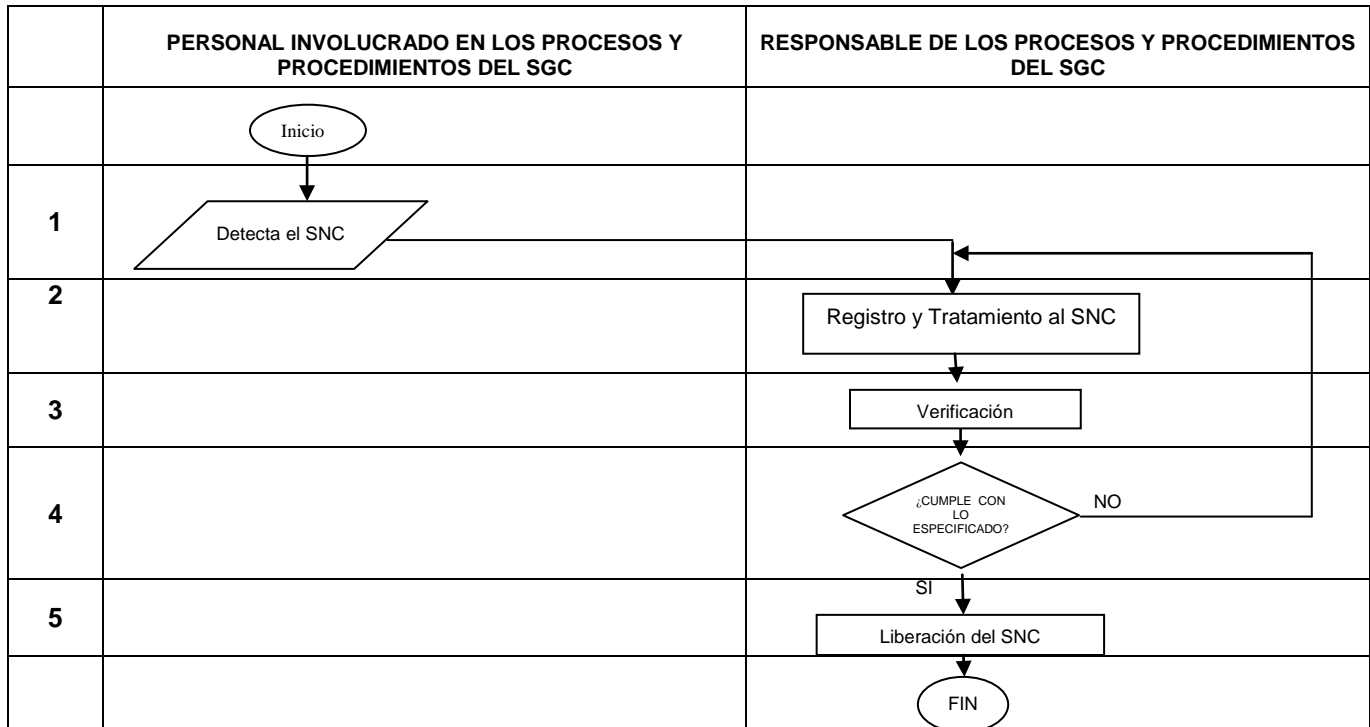 PERSONAL INVOLUCRADO EN LOS PROCESOS Y
PROCEDIMIENTOS DEL SGC
RESPONSABLE DE LOS PROCESOS Y PROCEDIMIENTOS
DEL SGC
Inicio
1
Detecta el SNC
2
Registro y Tratamiento al SNC
3
Verificación
4
¿CUMPLE CON
LO
ESPECIFICADO?
NO
SI
5
Liberación del SNC
FIN